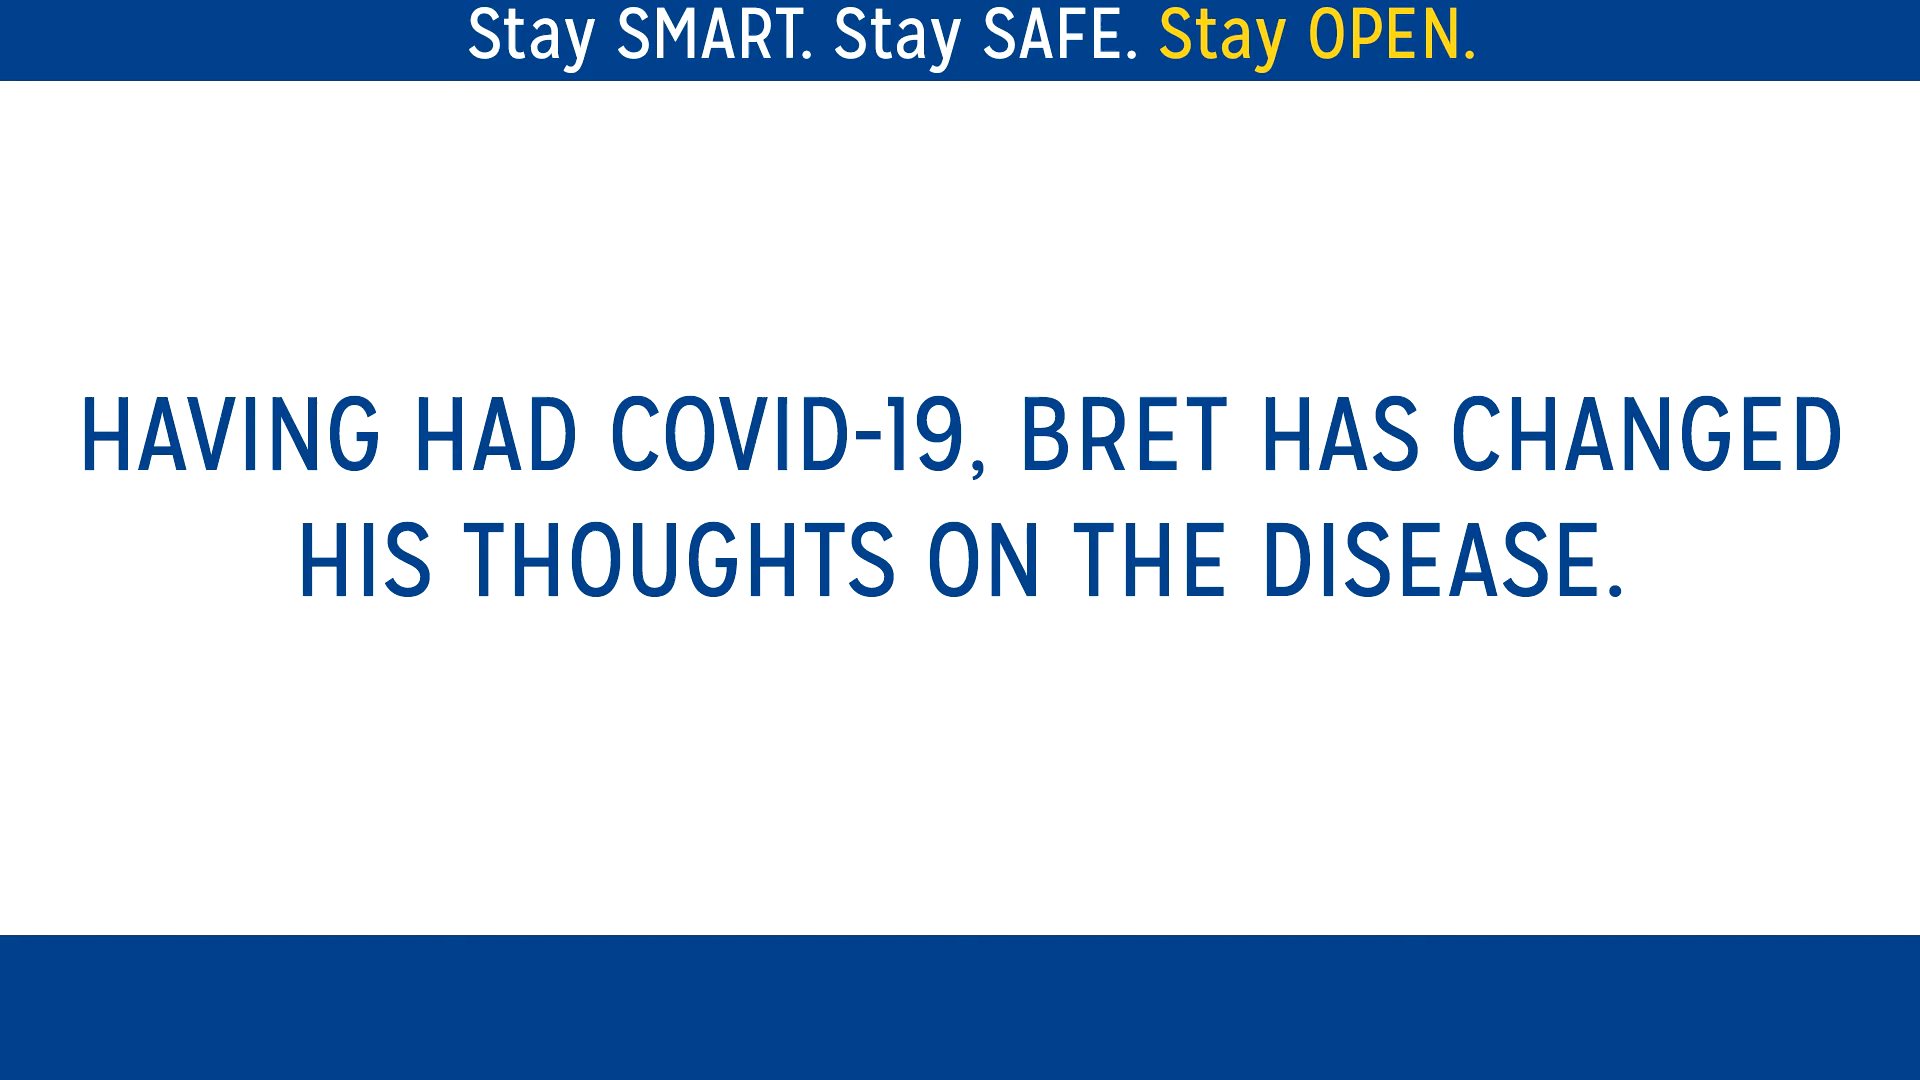 Stay SMART. Stay SAFE. Stay OPEN.
HAVING HAD COVID-19, BRET HAS CHANGED
HIS THOUGHTS ON THE DISEASE.